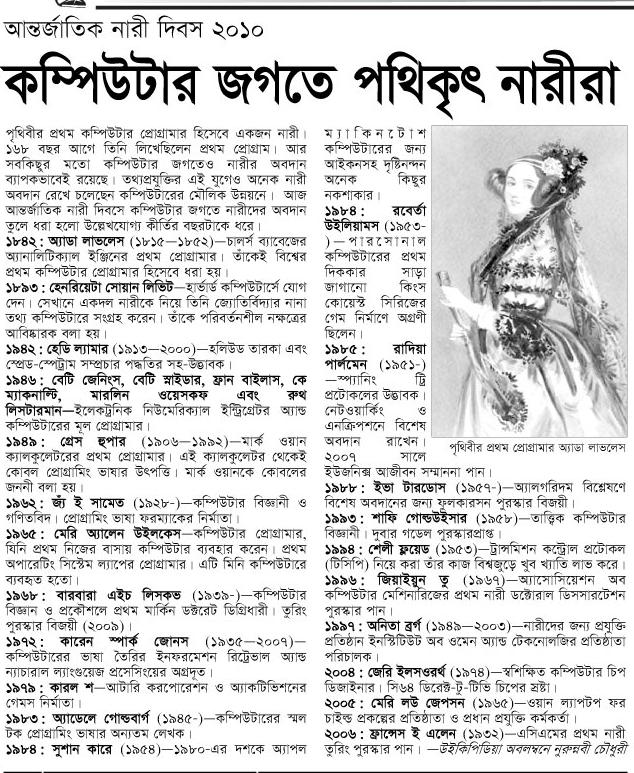 আন্তর্জাতিক নারী দিবস ২০১০
কম্পিউটার জগতে পথিকৃৎ নারীরা
পৃথিবীর প্রথম কম্পিউটার প্রোগ্রামার হিসেবে একজন নারী।
১৬৮ বছর আগে তিনি লিখেছিলেন প্রথম প্রোগ্রাম। আর
সবকিছুর মতো কম্পিউটার জগতেও নারীর অবদান
ব্যাপকভাবেই রয়েছে। তথ্যপ্রযুক্তির এই যুগেও অনেক নারী
অবদান রেখে চলেছেন কম্পিউটারের মৌলিক উন্নয়নে। আজ
আন্তর্জাতিক নারী দিবসে কম্পিউটার জগতে নারীদের অবদান
তুলে ধরা হলো উল্লেখযোগ্য কীর্তির বছরটাকে ধরে।
১৮৪২ : অ্যাডা লাভলেস (১৮১৫—১৮৫২)—চার্লস ব্যাবেজের
অ্যানালিটিক্যাল ইঞ্জিনের প্রথম প্রোগ্রামার। তাঁকেই বিশ্বের
প্রথম কম্পিউটার প্রোগ্রামার হিসেবে ধরা হয়।
১৮৯৩ : হেনরিয়েটা সোয়ান লিভিট—হার্ভার্ড কম্পিউটার্সে যোগ
দেন। সেখানে একদল নারীকে নিয়ে তিনি জ্যোতির্বিদ্যার নানা
তথ্য কম্পিউটারে সংগ্রহ করেন। তাঁকে পরিবর্তনশীল নক্ষত্রের
আবিষ্কারক বলা হয়।
১৯৪২ : হেডি ল্যামার (১৯১৩—২০০০)—হলিউড তারকা এবং
স্প্রেড-স্পেট্রাম সম্প্রচার পদ্ধতির সহ-উদ্ভাবক।
১৯৪৬ : বেটি জেনিংস, বেটি স্নাইডার, ফ্রান বাইলাস, কে
ম্যাকনাল্টি, মারলিন ওয়েসকফ এবং রুথ
লিসটারমান—ইলেকট্রনিক নিউমেরিক্যাল ইন্ট্রিগ্রেটর অ্যান্ড
কম্পিউটারের মূল প্রোগ্রামার।
১৯৪৯ : গ্রেস হুপার (১৯০৬—১৯৯২)—মার্ক ওয়ান
ক্যালকুলেটরের প্রথম প্রোগ্রামার। এই ক্যালকুলেটর থেকেই
কোবল প্রোগ্রামিং ভাষার উৎপত্তি। মার্ক ওয়ানকে কোবলের
জননী বলা হয়।
১৯৬২ : জ্যঁ ই সামেত (১৯২৮-)—কম্পিউটার বিজ্ঞানী ও
গণিতবিদ। প্রোগ্রামিং ভাষা ফরম্যাকের নির্মাতা।
১৯৬৫ : মেরি অ্যালেন উইলকেস—কম্পিউটার প্রোগ্রামার,
যিনি প্রথম নিজের বাসায় কম্পিউটার ব্যবহার করেন। প্রথম
অপারেটিং সিস্টেম ল্যাপের প্রোগ্রামার। এটি মিনি কম্পিউটারে
ব্যবহৃত হতো।
১৯৬৮ : বারবারা এইচ লিসকভ (১৯৩৯-)—কম্পিউটার
বিজ্ঞান ও প্রকৌশলে প্রথম মার্কিন ডক্টরেট ডিগ্রিধারী। তুরিং
পুরস্কার বিজয়ী (২০০৯)।
১৯৭২ : কারেন স্পার্ক জোনস (১৯৩৫—২০০৭)—
কম্পিউটারের ভাষা তৈরির ইনফরমেশন রিট্রেভাল অ্যান্ড
ন্যাচারাল ল্যাংগুয়েজ প্রসেসিংয়ের অগ্রদূত।
১৯৭৯ : কারল শ—আটারি করপোরেশন ও অ্যাকটিভিশনের
গেমস নির্মাতা।
১৯৮৩ : অ্যাডেলে গোল্ডবার্গ (১৯৪৫-)—কম্পিউটারের স্মল
টক প্রোগ্রামিং ভাষার অন্যতম লেখক।
১৯৮৪ : সুশান কারে (১৯৫৪)—১৯৮০-এর দশকে অ্যাপল
ম্যাকিনটোশ
কম্পিউটারের জন্য
আইকনসহ দৃষ্টিনন্দন
অনেক কিছুর
নকশাকার।
১৯৮৪ : রবের্তা
উইলিয়ামস (১৯৫৩-
)—পারসোনাল
কম্পিউটারের প্রথম
দিককার সাড়া
জাগানো কিংস
কোয়েস্ট সিরিজের
গেম নির্মাণে অগ্রণী
ছিলেন।
১৯৮৫ : রাদিয়া
পার্লমেন (১৯৫১-)
—স্প্যানিং ট্রি
প্রটোকলের উদ্ভাবক।
নেটওয়ার্কিং ও
এনক্রিপশনে বিশেষ
অবদান রাখেন।
২০০৭ সালে
ইউজনিক্স আজীবন সম্মাননা পান।
পৃথিবীর প্রথম প্রোগ্রামার অ্যাডা লাভলেস
১৯৮৮ : ইভা টারডোস (১৯৫৭-)—অ্যালগরিদম বিশ্লেষণে
বিশেষ অবদানের জন্য ফুলকারসন পুরস্কার বিজয়ী।
১৯৯৩ : শাফি গোল্ডউইসার (১৯৫৮)—তাত্ত্বিক কম্পিউটার
বিজ্ঞানী। দুবার গডেল পুরস্কারপ্রাপ্ত।
১৯৯৪ : শেলী ফ্লয়েড (১৯৫৩)—ট্রান্সমিশন কন্ট্রোল প্রটোকল
(টিসিপি) নিয়ে করা তাঁর কাজ বিশ্বজুড়ে খুব খ্যাতি লাভ করে।
১৯৯৬ : জিয়াইয়ুন তু (১৯৬৭)—অ্যাসোসিয়েশন অব
কম্পিউটার মেশিনারিজের প্রথম নারী ডক্টোরাল ডিসসারটেশন
পুরস্কার পান।
১৯৯৭ : অনিতা ব্রর্গ (১৯৪৯—২০০৩)—নারীদের জন্য প্রযুক্তি
প্রতিষ্ঠান ইনস্টিটিউট অব ওমেন অ্যান্ড টেকনোলজির প্রতিষ্ঠাতা
পরিচালক।
২০০৪ : জেরি ইলসওরর্থ (১৯৭৪)—স্বশিক্ষিত কম্পিউটার চিপ
ডিজাইনার। সি৬৪ ডিরেক্ট-টু-টিভি চিপের স্রষ্টা।
২০০৫ : মেরি লউ জেপসন (১৯৬৫)—ওয়ান ল্যাপটপ ফর
চাইল্ড প্রকল্পের প্রতিষ্ঠাতা ও প্রধান প্রযুক্তি কর্মকর্তা।
২০০৬ : ফ্রান্সেস ই এলেন (১৯৩২)—এসিএমের প্রথম নারী
তুরিং পুরস্কার পান। —উইকিপিডিয়া অবলম্বনে নুরুন্নবী চৌধুরী